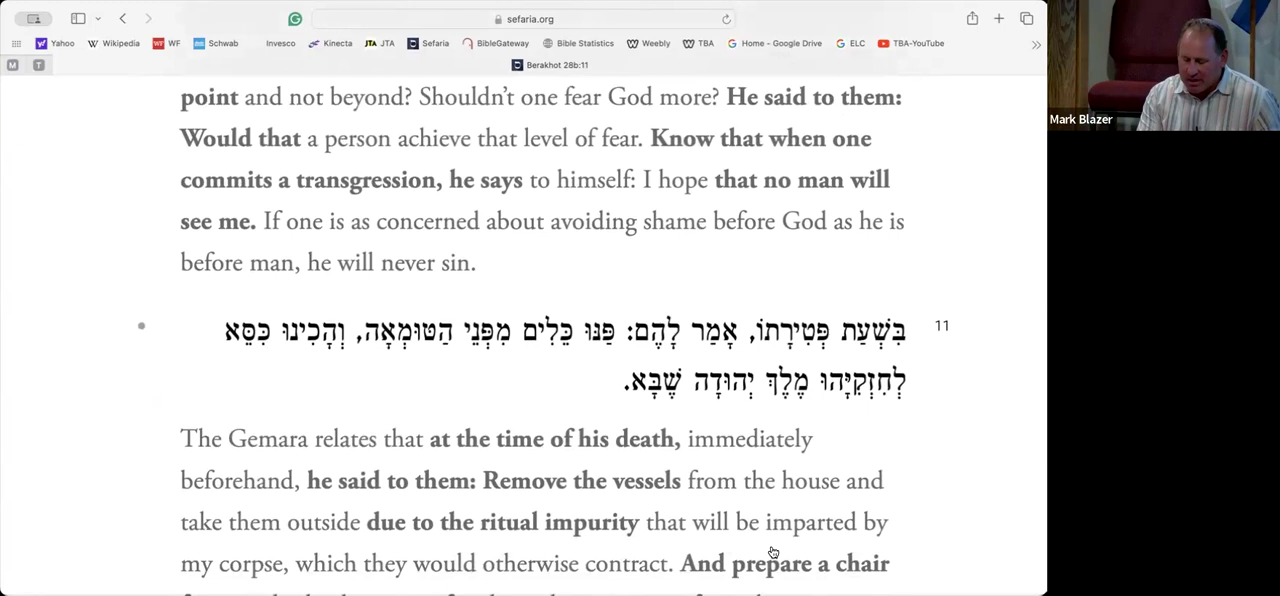 sefaria.org
Yahoo
Wikipedia
WF WF
Schwab
Invesco
Kinecta
JTA JTA
Sefaria
BibleGateway
Bible Statistics
Weebly
TBA
Home - Google Drive
ELC
TBA-YouTube
M
T
Berakhot 28b:11
Mark Blazer
point and not beyond? Shouldn't one fear God more? He said to them:
Would that a person achieve that level of fear. Know that when one
commits a transgression, he says to himself: I hope that no man will
see me. If one is as concerned about avoiding shame before God as he is
before man, he will never sin.
11
בִּשְׁעַת פְּטִירָתוֹ, אָמַר לָהֶם: פַּנּוּ כֵּלִים מִפְּנֵי הַטּוּמְאָה, וְהָכִינוּ כִּסֵּא
לְחִזְקִיָּהוּ מֶלֶךְ יְהוּדָה שֶׁבָּא.
The Gemara relates that at the time of his death, immediately
beforehand, he said to them: Remove the vessels from the house and
take them outside due to the ritual impurity that will be imparted by
my corpse, which they would otherwise contract. And prepare a chair